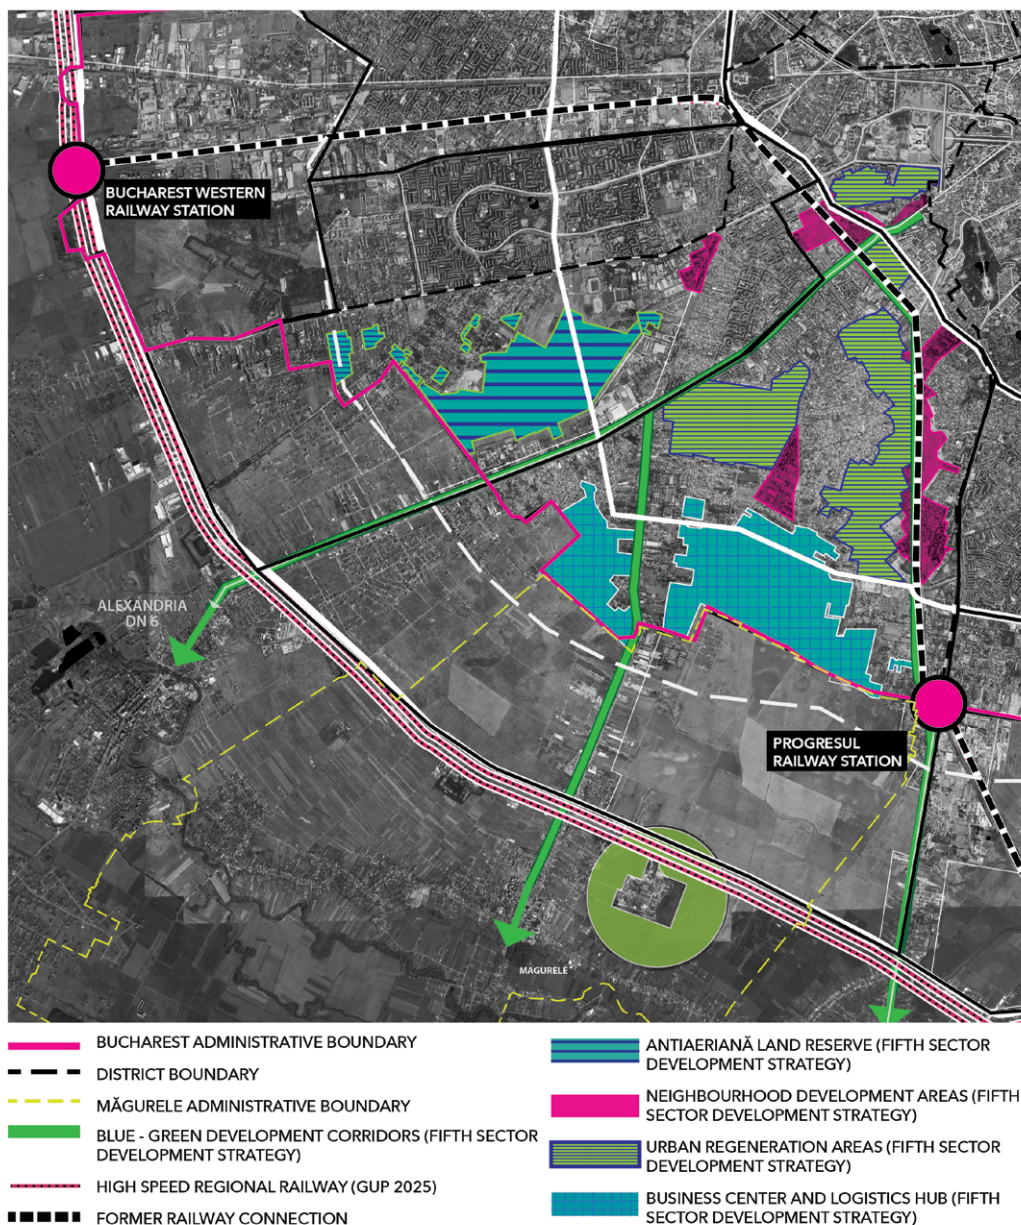 BUCHAREST WESTERN
RAILWAY STATION
ALEXANDRIA
DN 6
PROGRESUL
RAILWAY STATION
MAGURELE
BUCHAREST ADMINISTRATIVE BOUNDARY
DISTRICT BOUNDARY
MĂGURELE ADMINISTRATIVE BOUNDARY
BLUE - GREEN DEVELOPMENT CORRIDORS (FIFTH SECTOR
DEVELOPMENT STRATEGY)
HIGH SPEED REGIONAL RAILWAY (GUP 2025)
FORMER RAILWAY CONNECTION
ANTIAERIANĂ LAND RESERVE (FIFTH SECTOR
DEVELOPMENT STRATEGY)
NEIGHBOURHOOD DEVELOPMENT AREAS (FIFTH
SECTOR DEVELOPMENT STRATEGY)
URBAN REGENERATION AREAS (FIFTH SECTOR
DEVELOPMENT STRATEGY)
BUSINESS CENTER AND LOGISTICS HUB (FIFTH
SECTOR DEVELOPMENT STRATEGY)